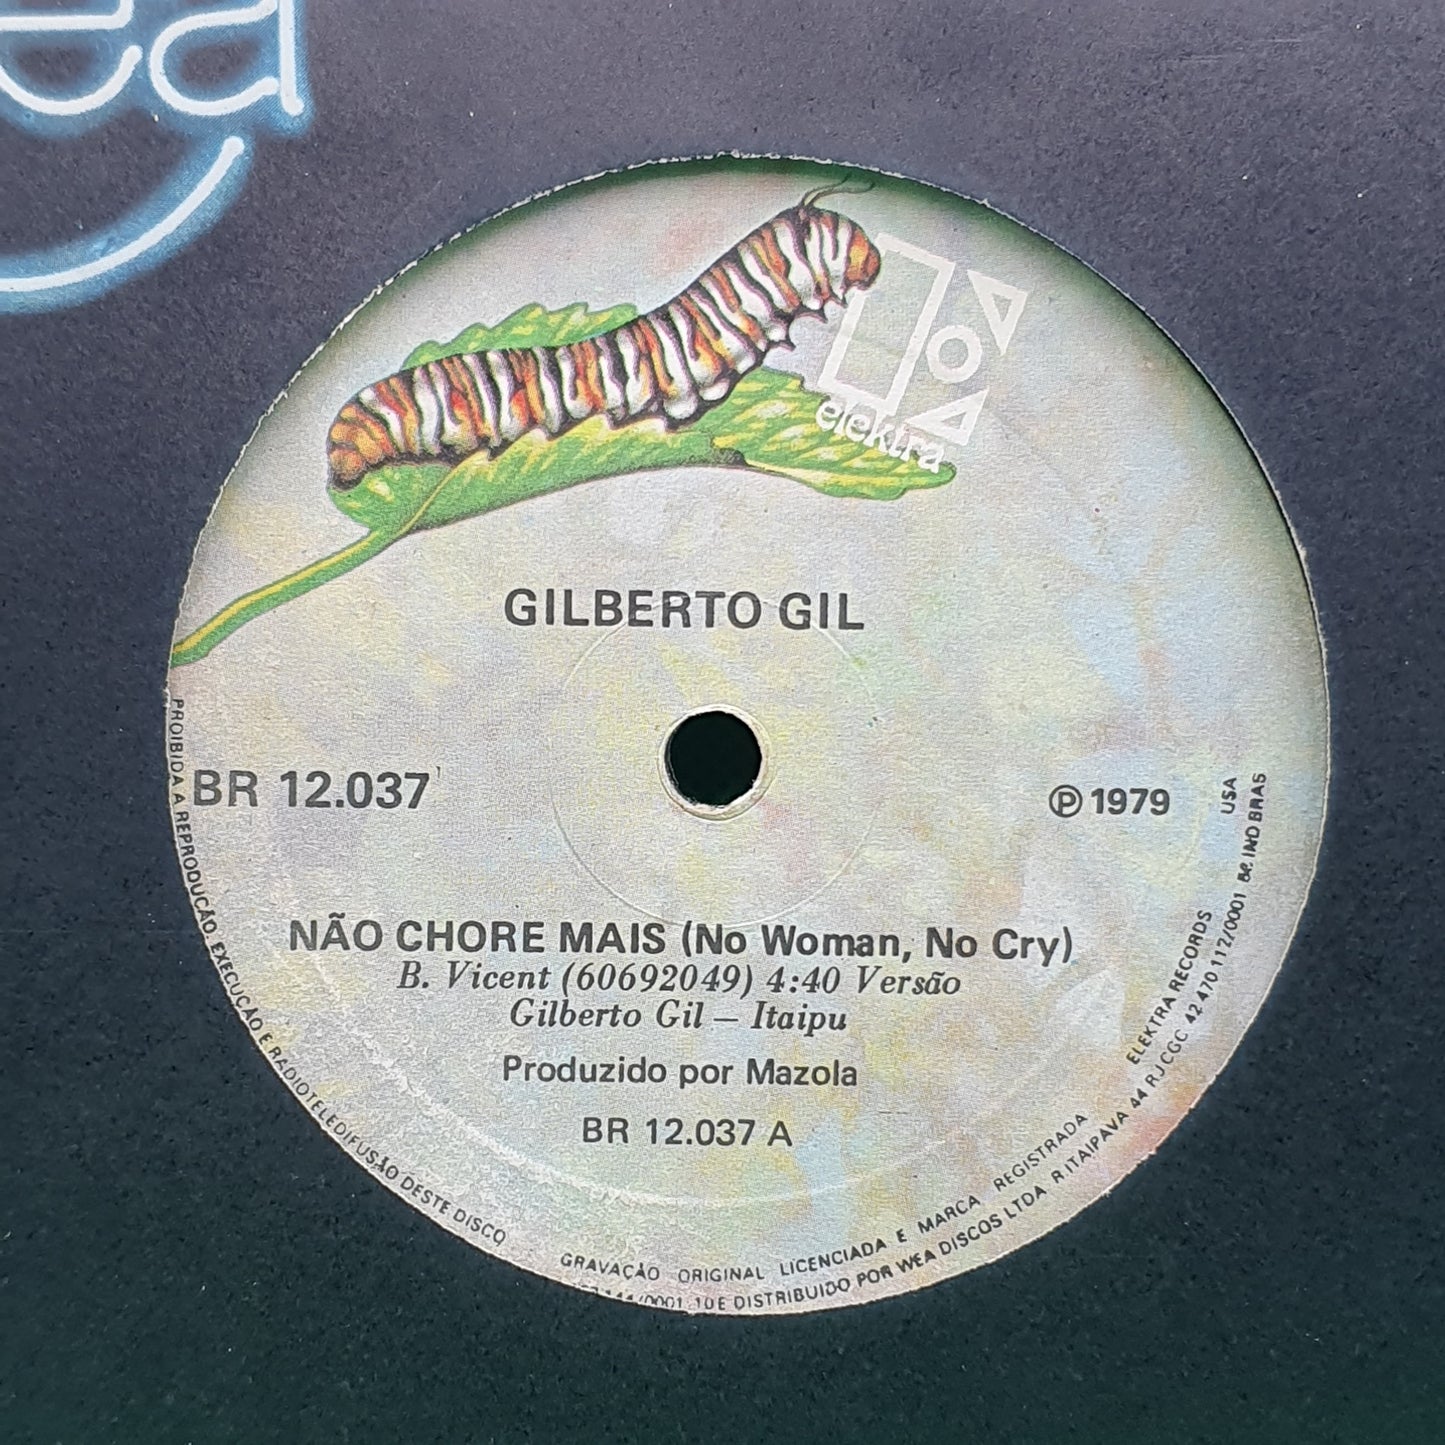 ea
elektra
GILBERTO GIL
BR 12.037
Ⓟ 1979
NÃO CHORE MAIS (No Woman, No Cry)
B. Vicent (60692049) 4:40 Versão
Gilberto Gil – Itaipu
Produzido por Mazola
BR 12.037 A
PROIBIDA A REPRODUÇÃO, EXECUÇÃO E RADIOTELEDIFUSÃO DESTE DISCO
GRAVAÇÃO ORIGINAL LICENCIADA E MARCA REGISTRADA ELEKTRA RECORDS USA
/0001 10 E DISTRIBUIDO POR WEA DISCOS LTDA R ITAIPAVA 44 RJ CGC 42 470 112/0001 IND BRAS